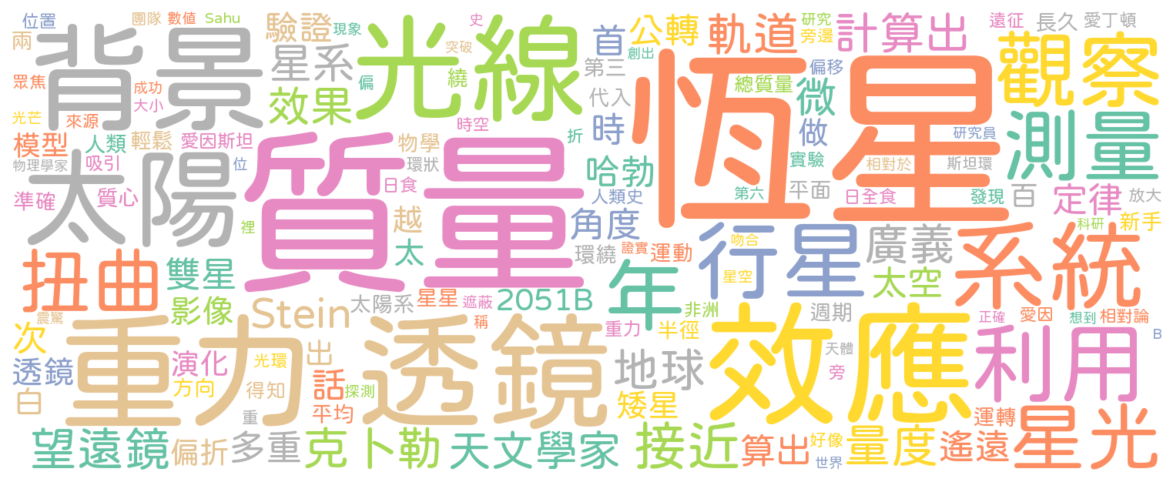 位置 團隊 數值 Sahu 驗證 現象 史 公轉 研究 遠征 長久 愛丁頓
兩 背景 光線 突破 首 創出 軌道 旁邊 計算出
眾焦 成功 星系 偏 繞 第三 偏移 觀察
光芒 大小 效果 代入 總質量 微
模型 來源 人類 輕鬆 愛因斯坦 物學 時空 折 時 做 恆星 研究員 測量
物理學家 吸引 位 環狀 哈勃 實驗 相對於 斯坦環
準確 質心 太陽 質量 日食 人類史 第六 平面 日全食 發現 百 定律 放大
裡 越 角度 科研 新手
扭曲 雙星 太 環繞 證實 運動 吻合 行星 廣義 系統
影像 太陽系 星星 遮蔽 2051B 年 星空 太空
震驚 次 Stein 稱 非洲 重力 半徑 週期 正確 愛因 想到 相對論
透鏡 重力透鏡 演化 光環 出 地球 效應 天體 利用 B
白 方向 得知 探測 話 矮星 旁
重 平均 運轉
望遠鏡 偏折 多重 克卜勒 天文學家 接近 算出 好像 世界 量度 遙遠 星光